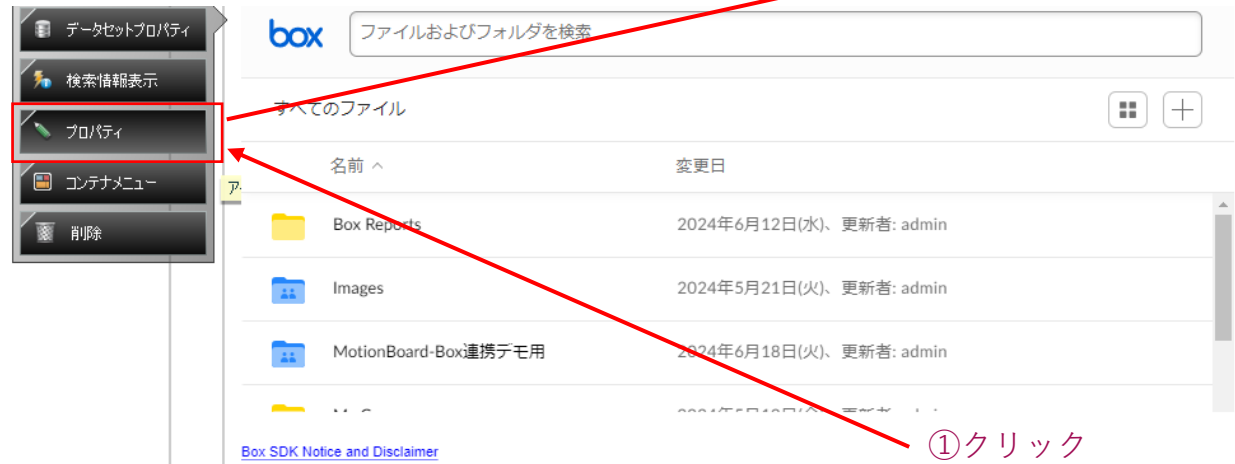 データセットプロパティ
検索情報表示
プロパティ
コンテナメニュー
削除
ア
box
ファイルおよびフォルダを検索
すべてのファイル
名前
変更日
Box Reports 2024年6月12日(水)、更新者: admin
Images 2024年5月21日(火)、更新者: admin
MotionBoard-Box連携デモ用 2024年6月18日(火)、更新者: admin
Box SDK Notice and Disclaimer
①クリック